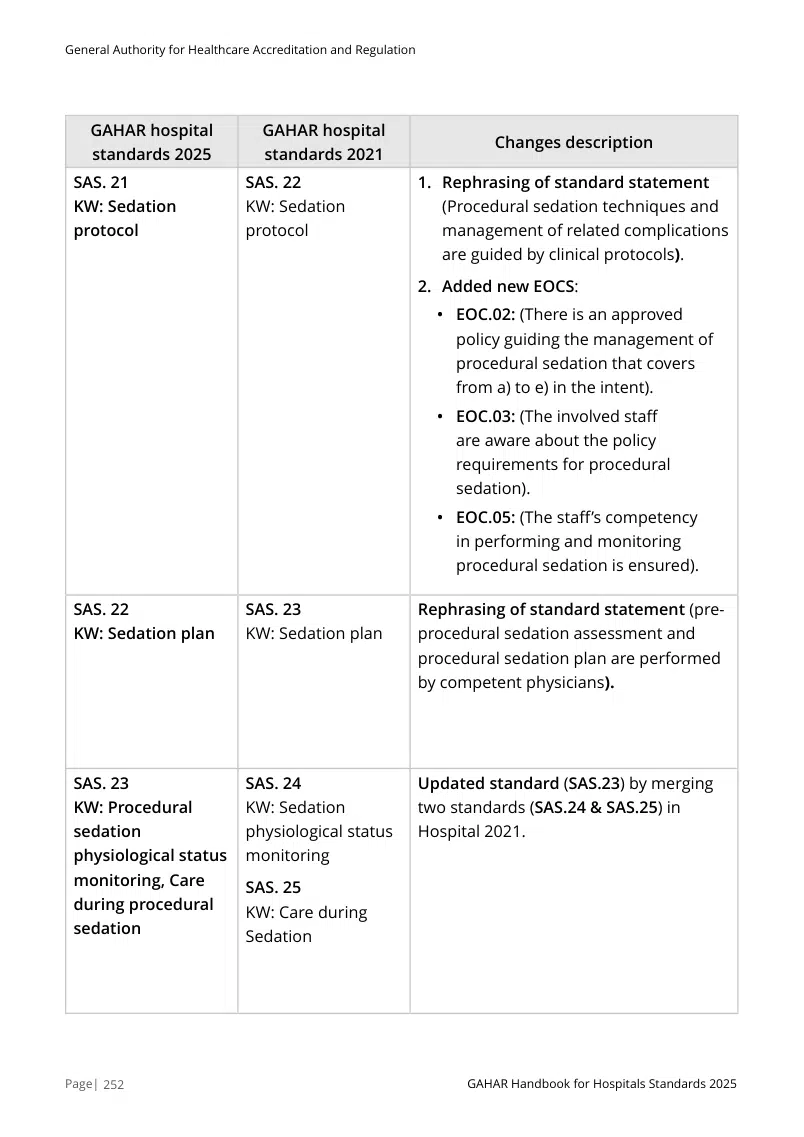 General Authority for Healthcare Accreditation and Regulation
GAHAR hospital
standards 2025
GAHAR hospital
standards 2021
Changes description
SAS. 21
KW: Sedation
protocol
SAS. 22
KW: Sedation
protocol
1. Rephrasing of standard statement
(Procedural sedation techniques and
management of related complications
are guided by clinical protocols).
2. Added new EOCS:
• EOC.02: (There is an approved
policy guiding the management of
procedural sedation that covers
from a) to e) in the intent).
• EOC.03: (The involved staff
are aware about the policy
requirements for procedural
sedation).
• EOC.05: (The staff’s competency
in performing and monitoring
procedural sedation is ensured).
SAS. 22
KW: Sedation plan
SAS. 23
KW: Sedation plan
Rephrasing of standard statement (pre-
procedural sedation assessment and
procedural sedation plan are performed
by competent physicians).
SAS. 23
KW: Procedural
sedation
physiological status
monitoring, Care
during procedural
sedation
SAS. 24
KW: Sedation
physiological status
monitoring
SAS. 25
KW: Care during
Sedation
Updated standard (SAS.23) by merging
two standards (SAS.24 & SAS.25) in
Hospital 2021.
Page| 252
GAHAR Handbook for Hospitals Standards 2025